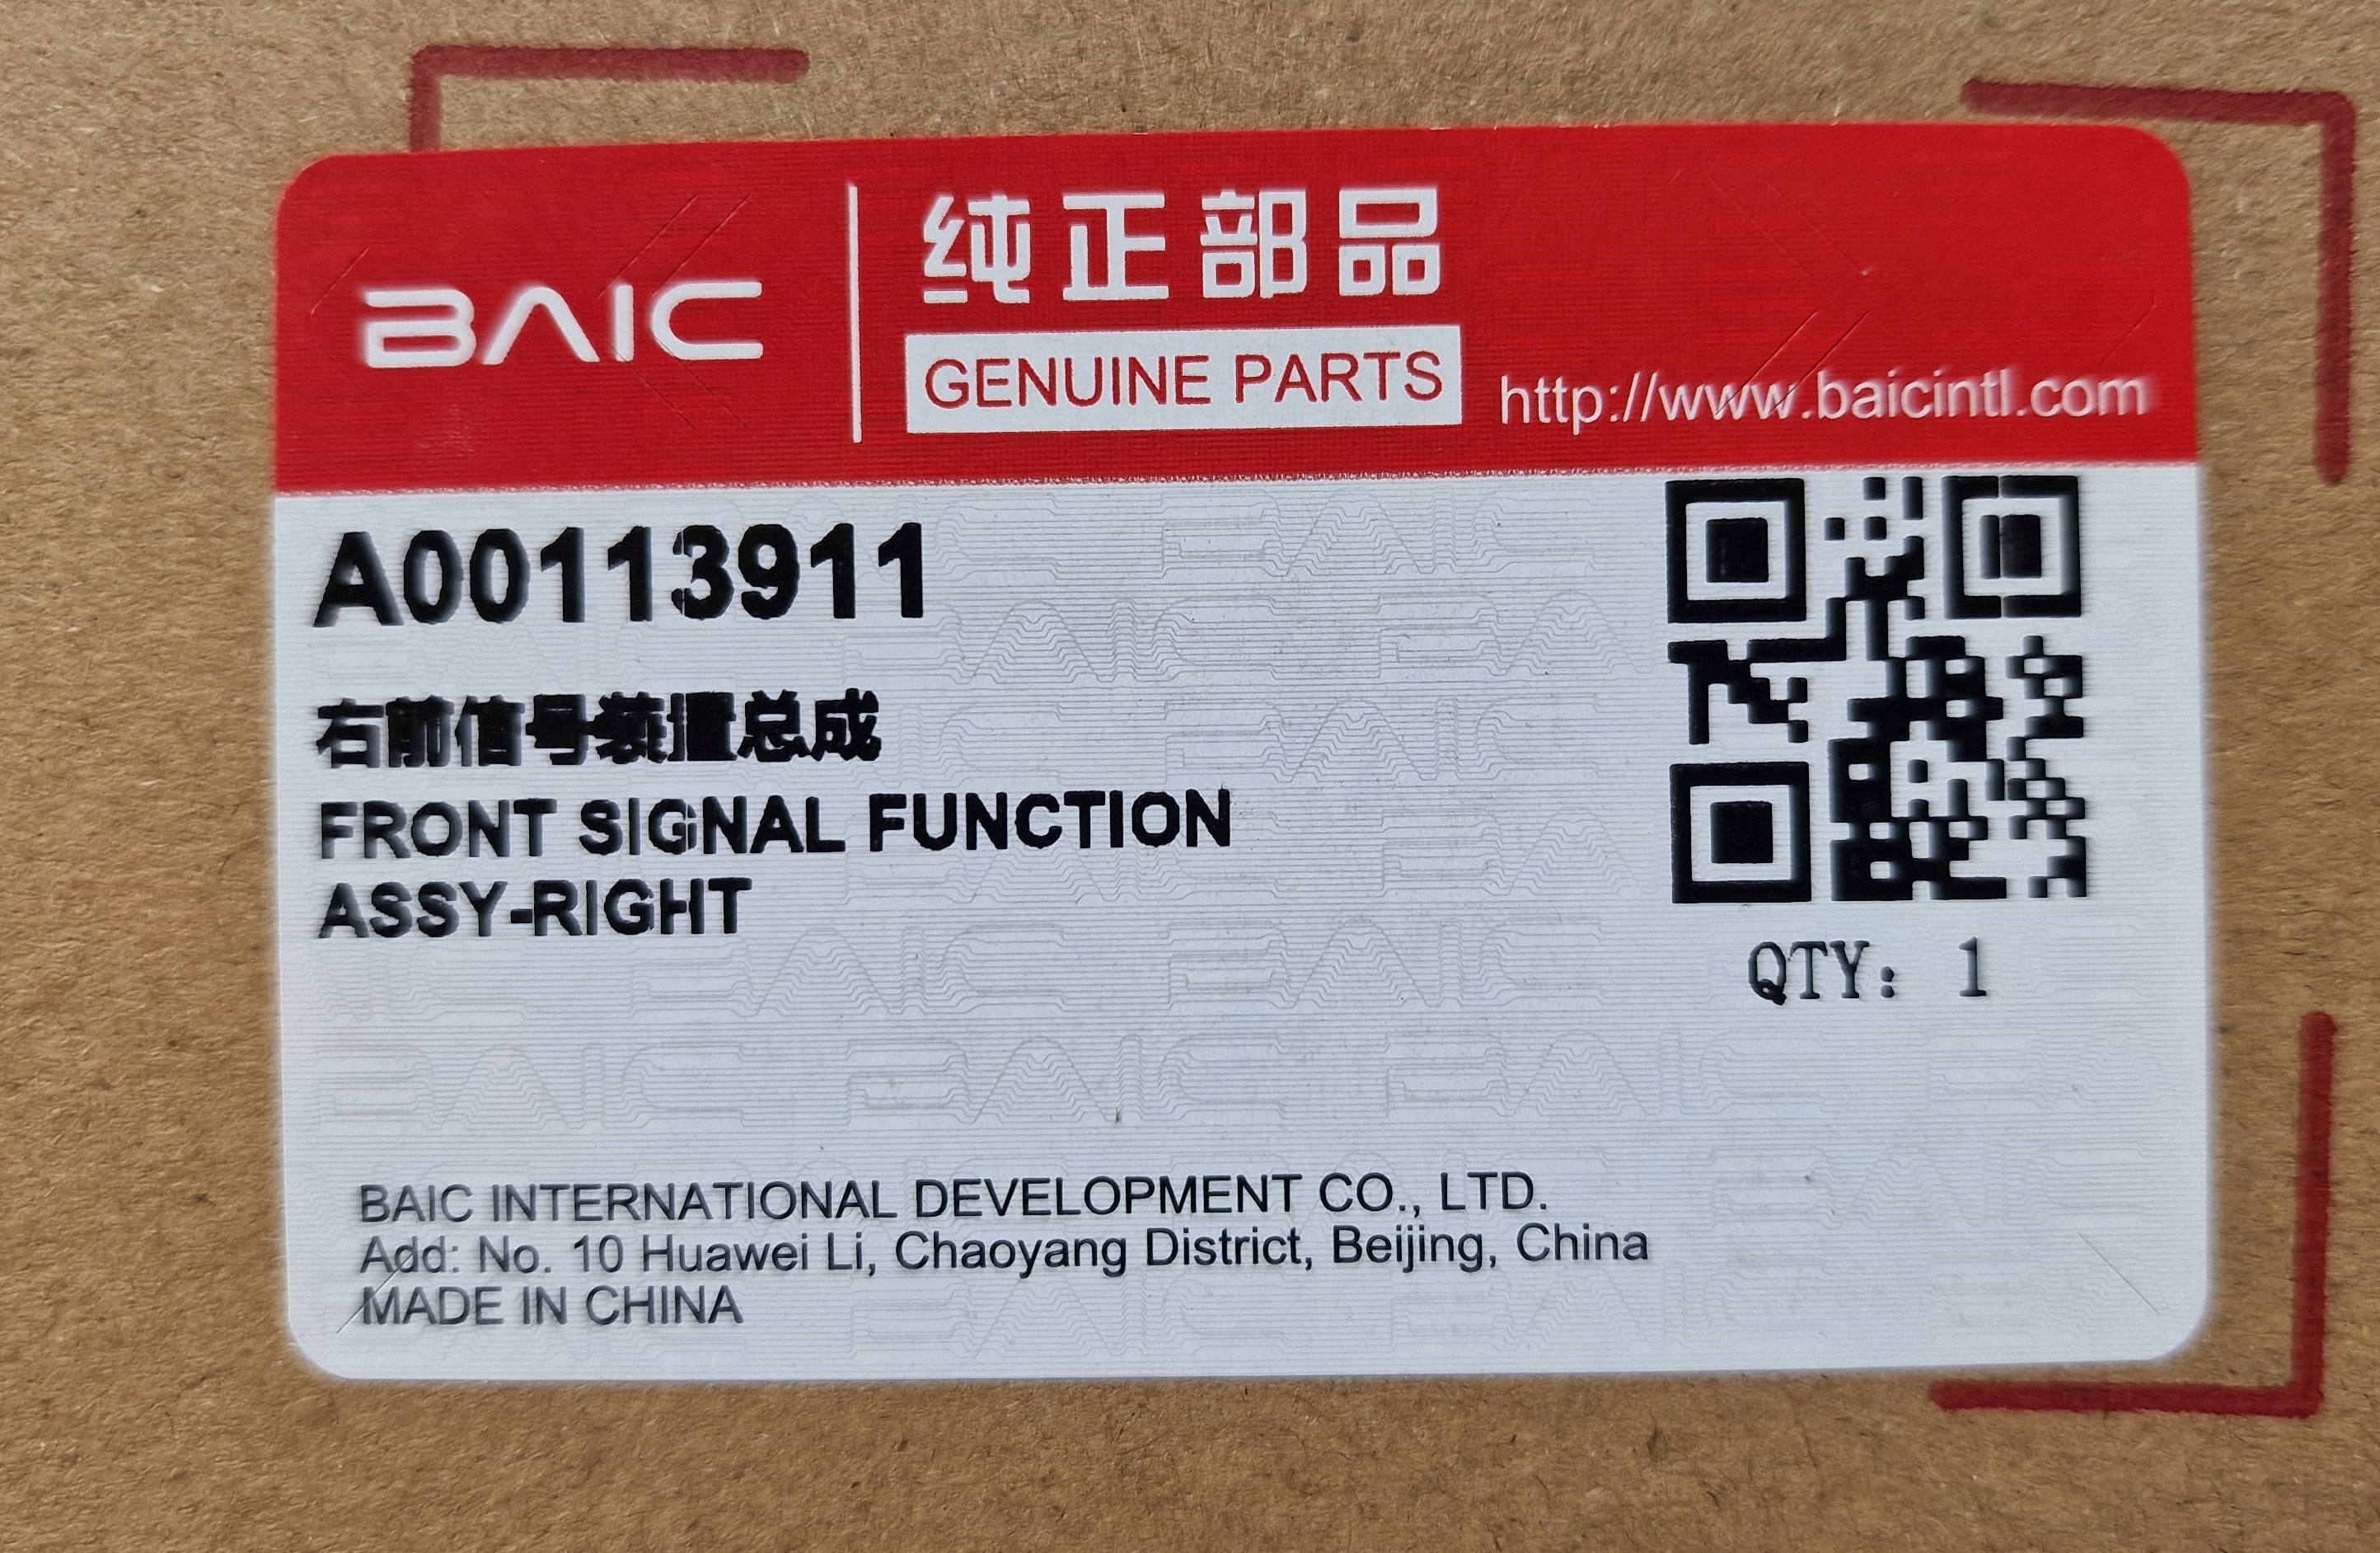 BAIC
纯正部品
GENUINE PARTS
http://www.baicintl.com
A00113911
右前信号装置总成
FRONT SIGNAL FUNCTION
ASSY-RIGHT
QTY: 1
BAIC INTERNATIONAL DEVELOPMENT CO., LTD.
Add: No. 10 Huawei Li, Chaoyang District, Beijing, China
MADE IN CHINA